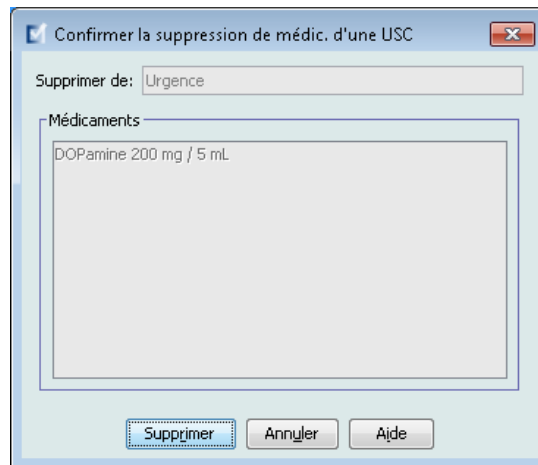 Confirmer la suppression de médic. d'une USC
Supprimer de: Urgence
Médicaments
DOPamine 200 mg / 5 mL
Supprimer Annuler Aide